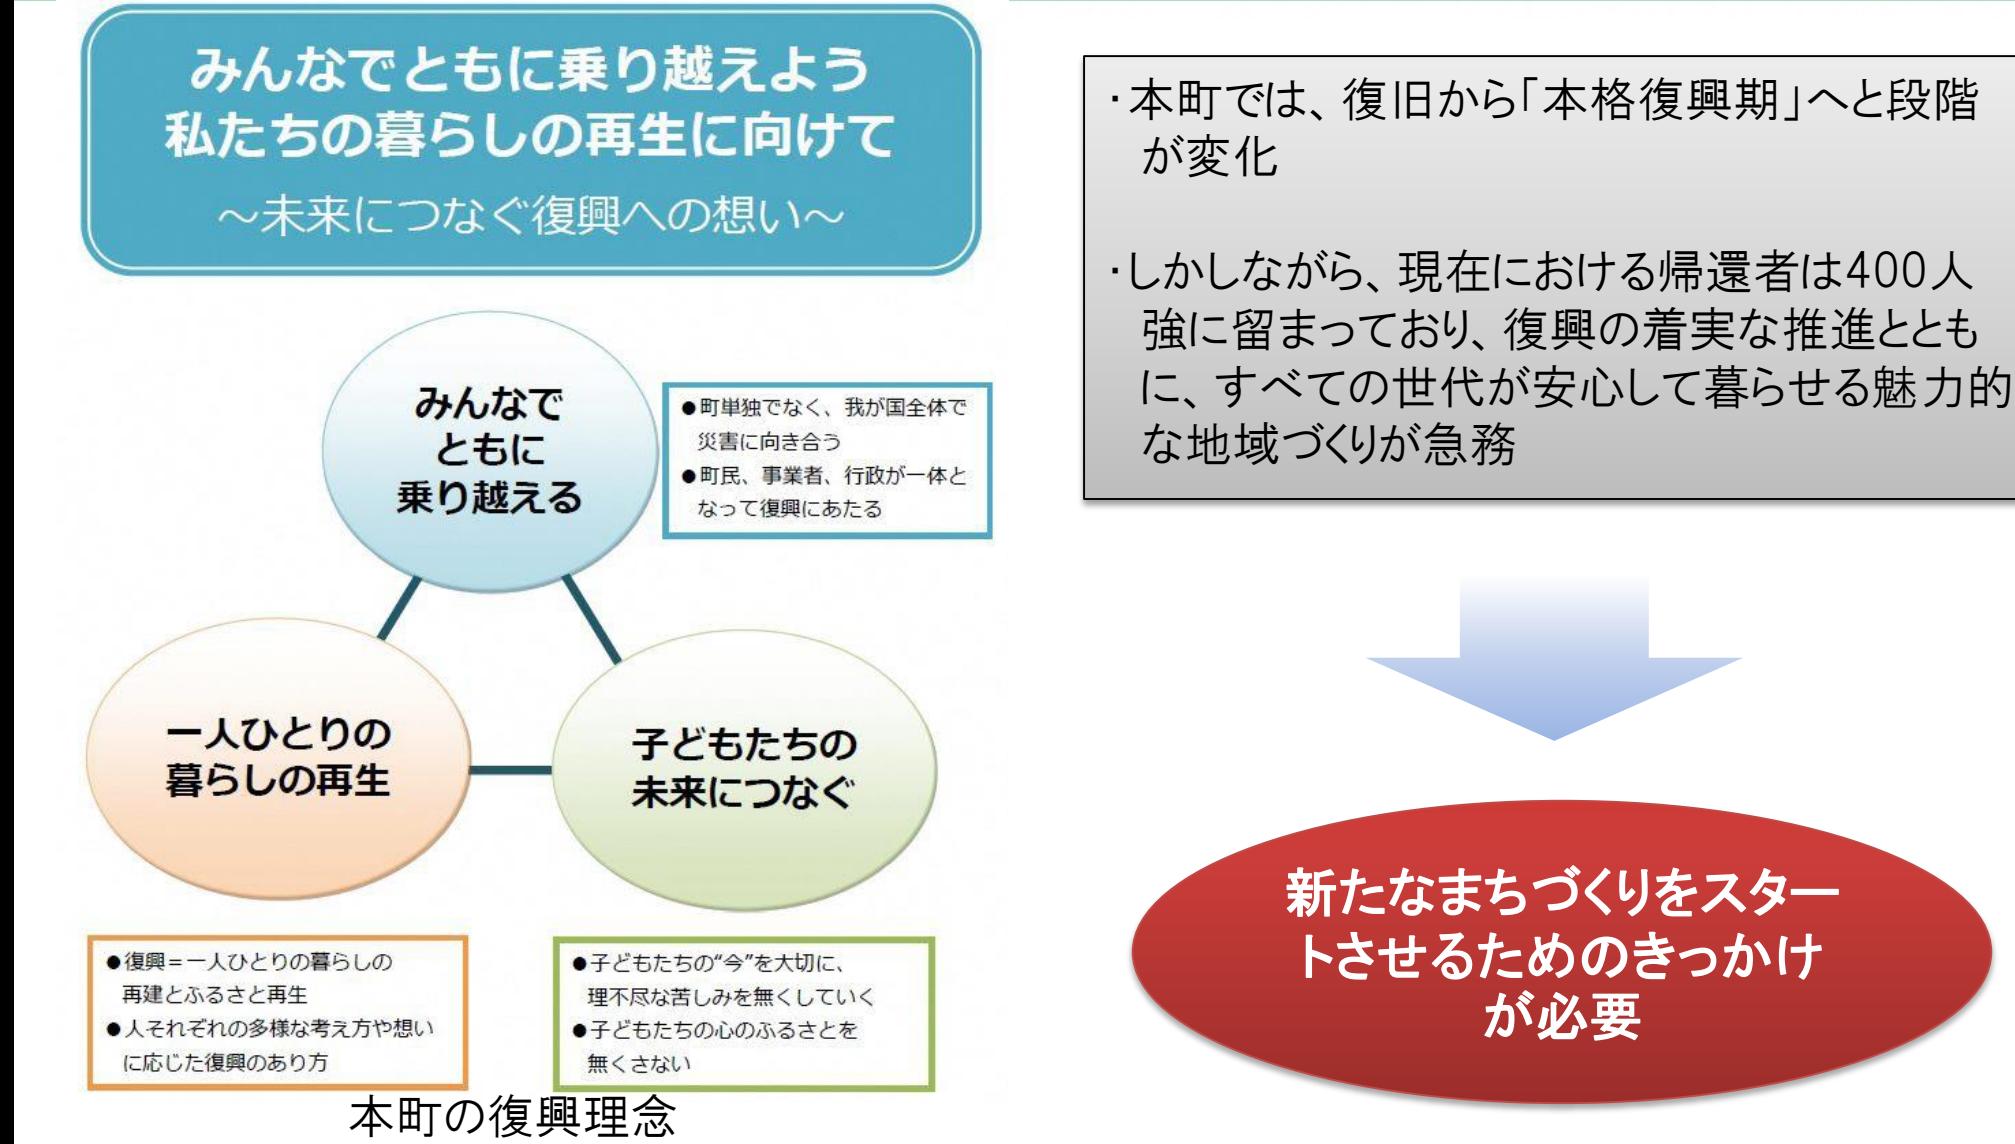 みんなでともに乗り越えよう
私たちの暮らしの再生に向けて
～未来につなぐ復興への想い～
みんなで
ともに
乗り越える
●町単独でなく、我が国全体で
災害に向き合う
●町民、事業者、行政が一体と
なって復興にあたる
一人ひとりの
暮らしの再生
子どもたちの
未来につなぐ
●復興＝一人ひとりの暮らしの
再建とふるさと再生
●人それぞれの多様な考え方や想い
に応じた復興のあり方
●子どもたちの“今”を大切に、
理不尽な苦しみを無くしていく
●子どもたちの心のふるさとを
無くさない
本町の復興理念
・本町では、復旧から「本格復興期」へと段階
が変化
・しかしながら、現在における帰還者は400人
強に留まっており、復興の着実な推進ととも
に、すべての世代が安心して暮らせる魅力的
な地域づくりが急務
新たなまちづくりをスター
トさせるためのきっかけ
が必要